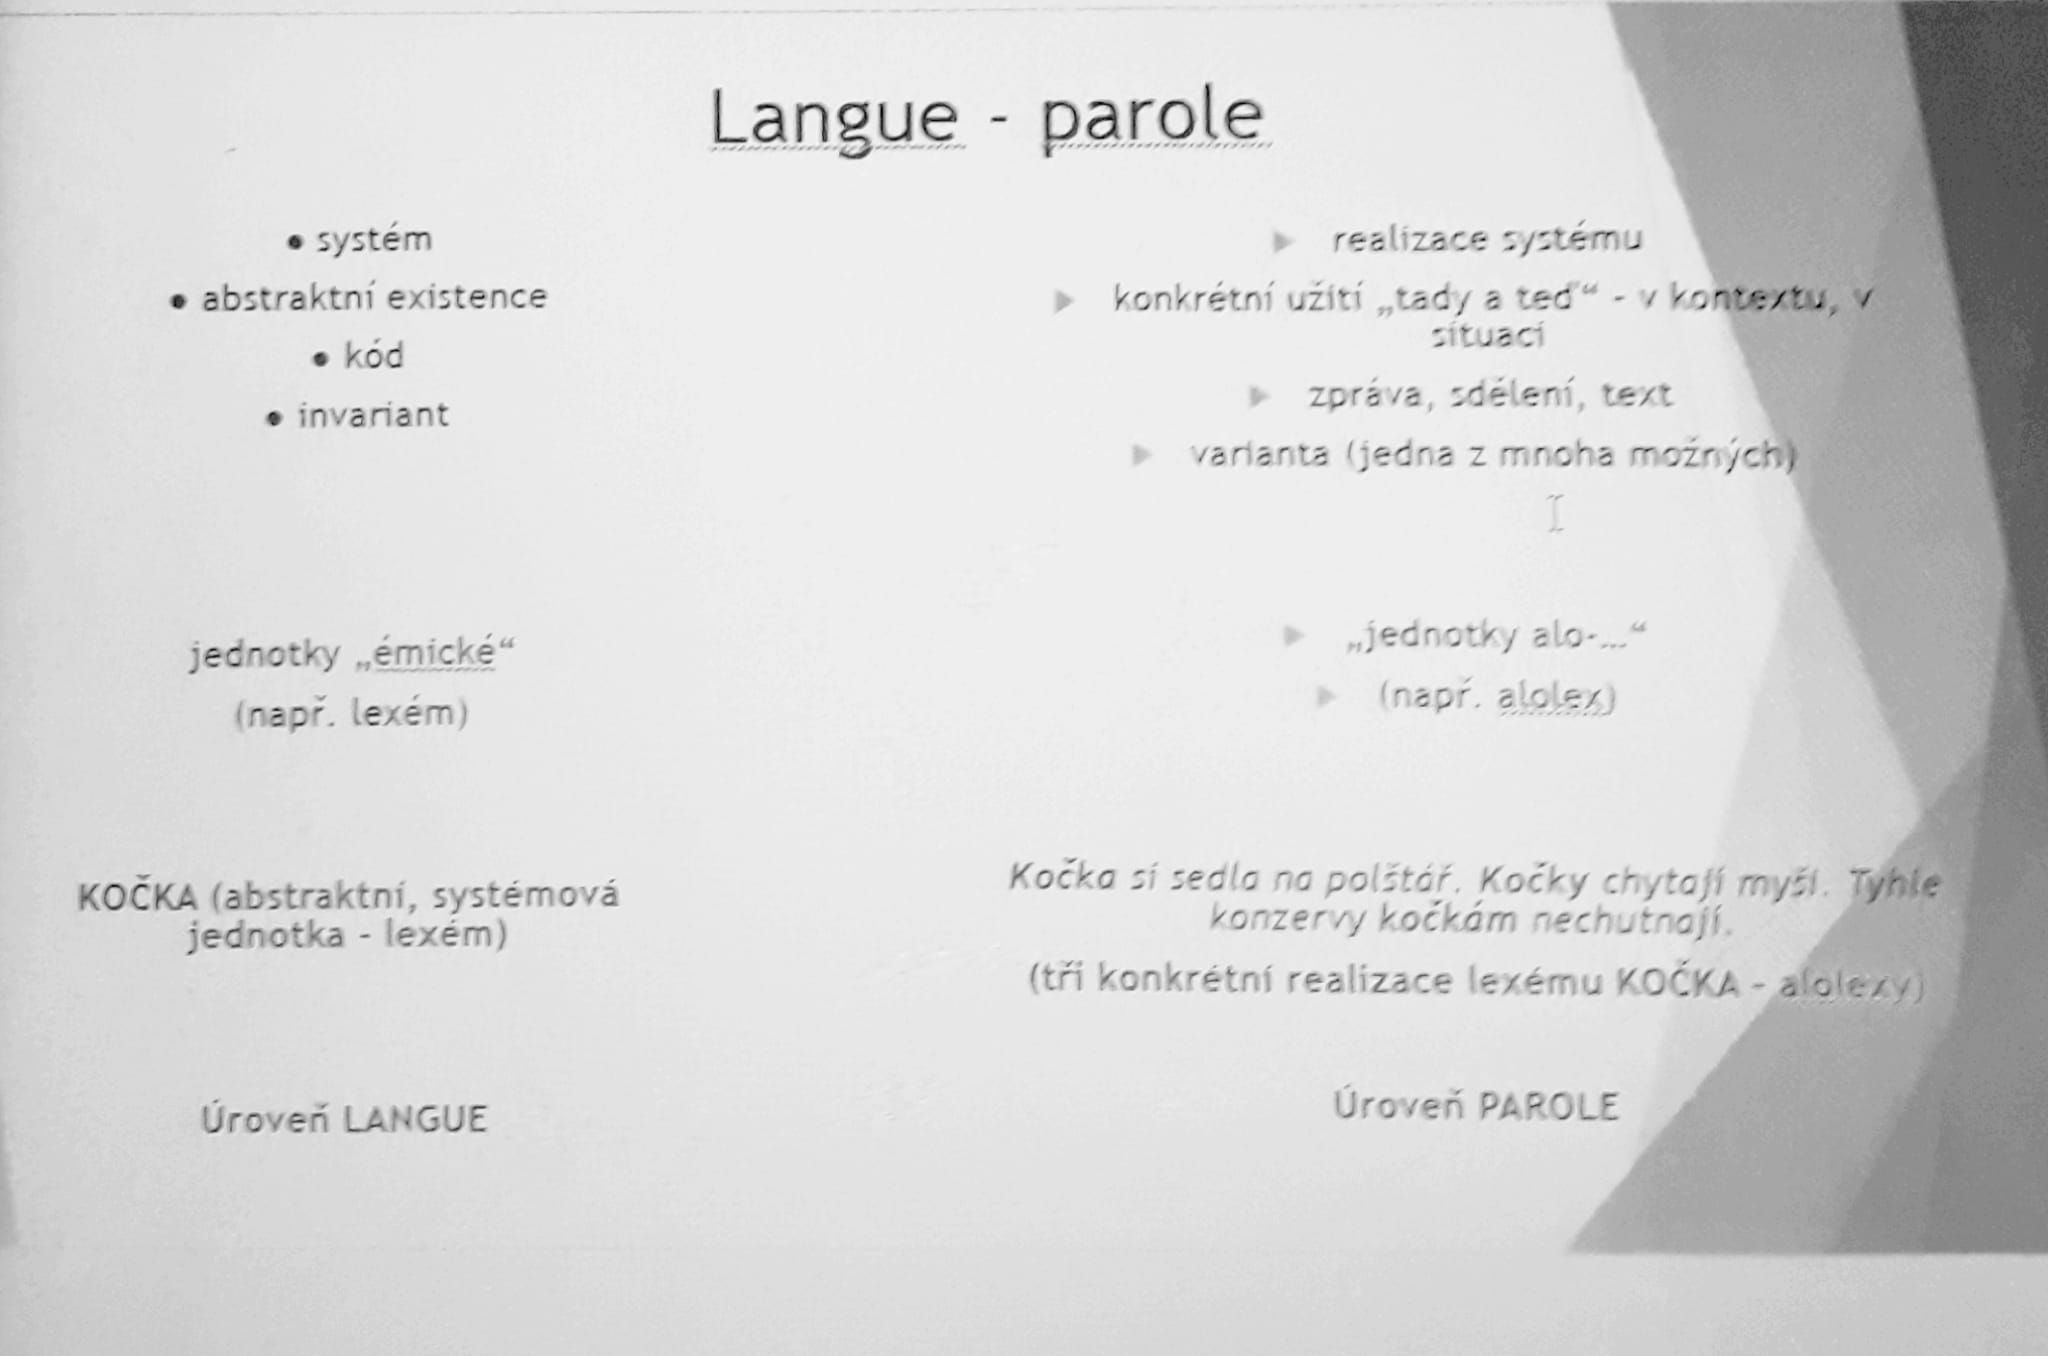 Langue - parole
• systém
• abstraktní existence
• kód
• invariant
jednotky „émické“
(např. lexém)
KOČKA (abstraktní, systémová
jednotka - lexém)
Úroveň LANGUE
realizace systému
konkrétní užití „tady a teď“ - v kontextu, v
situaci
zpráva, sdělení, text
varianta (jedna z mnoha možných)
„jednotky alo-…“
(např. alolex)
Kočka si sedla na polštář. Kočky chytají myši. Tyhle
konzervy kočkám nechutnají.
(tři konkrétní realizace lexému KOČKA - alolexy)
Úroveň PAROLE